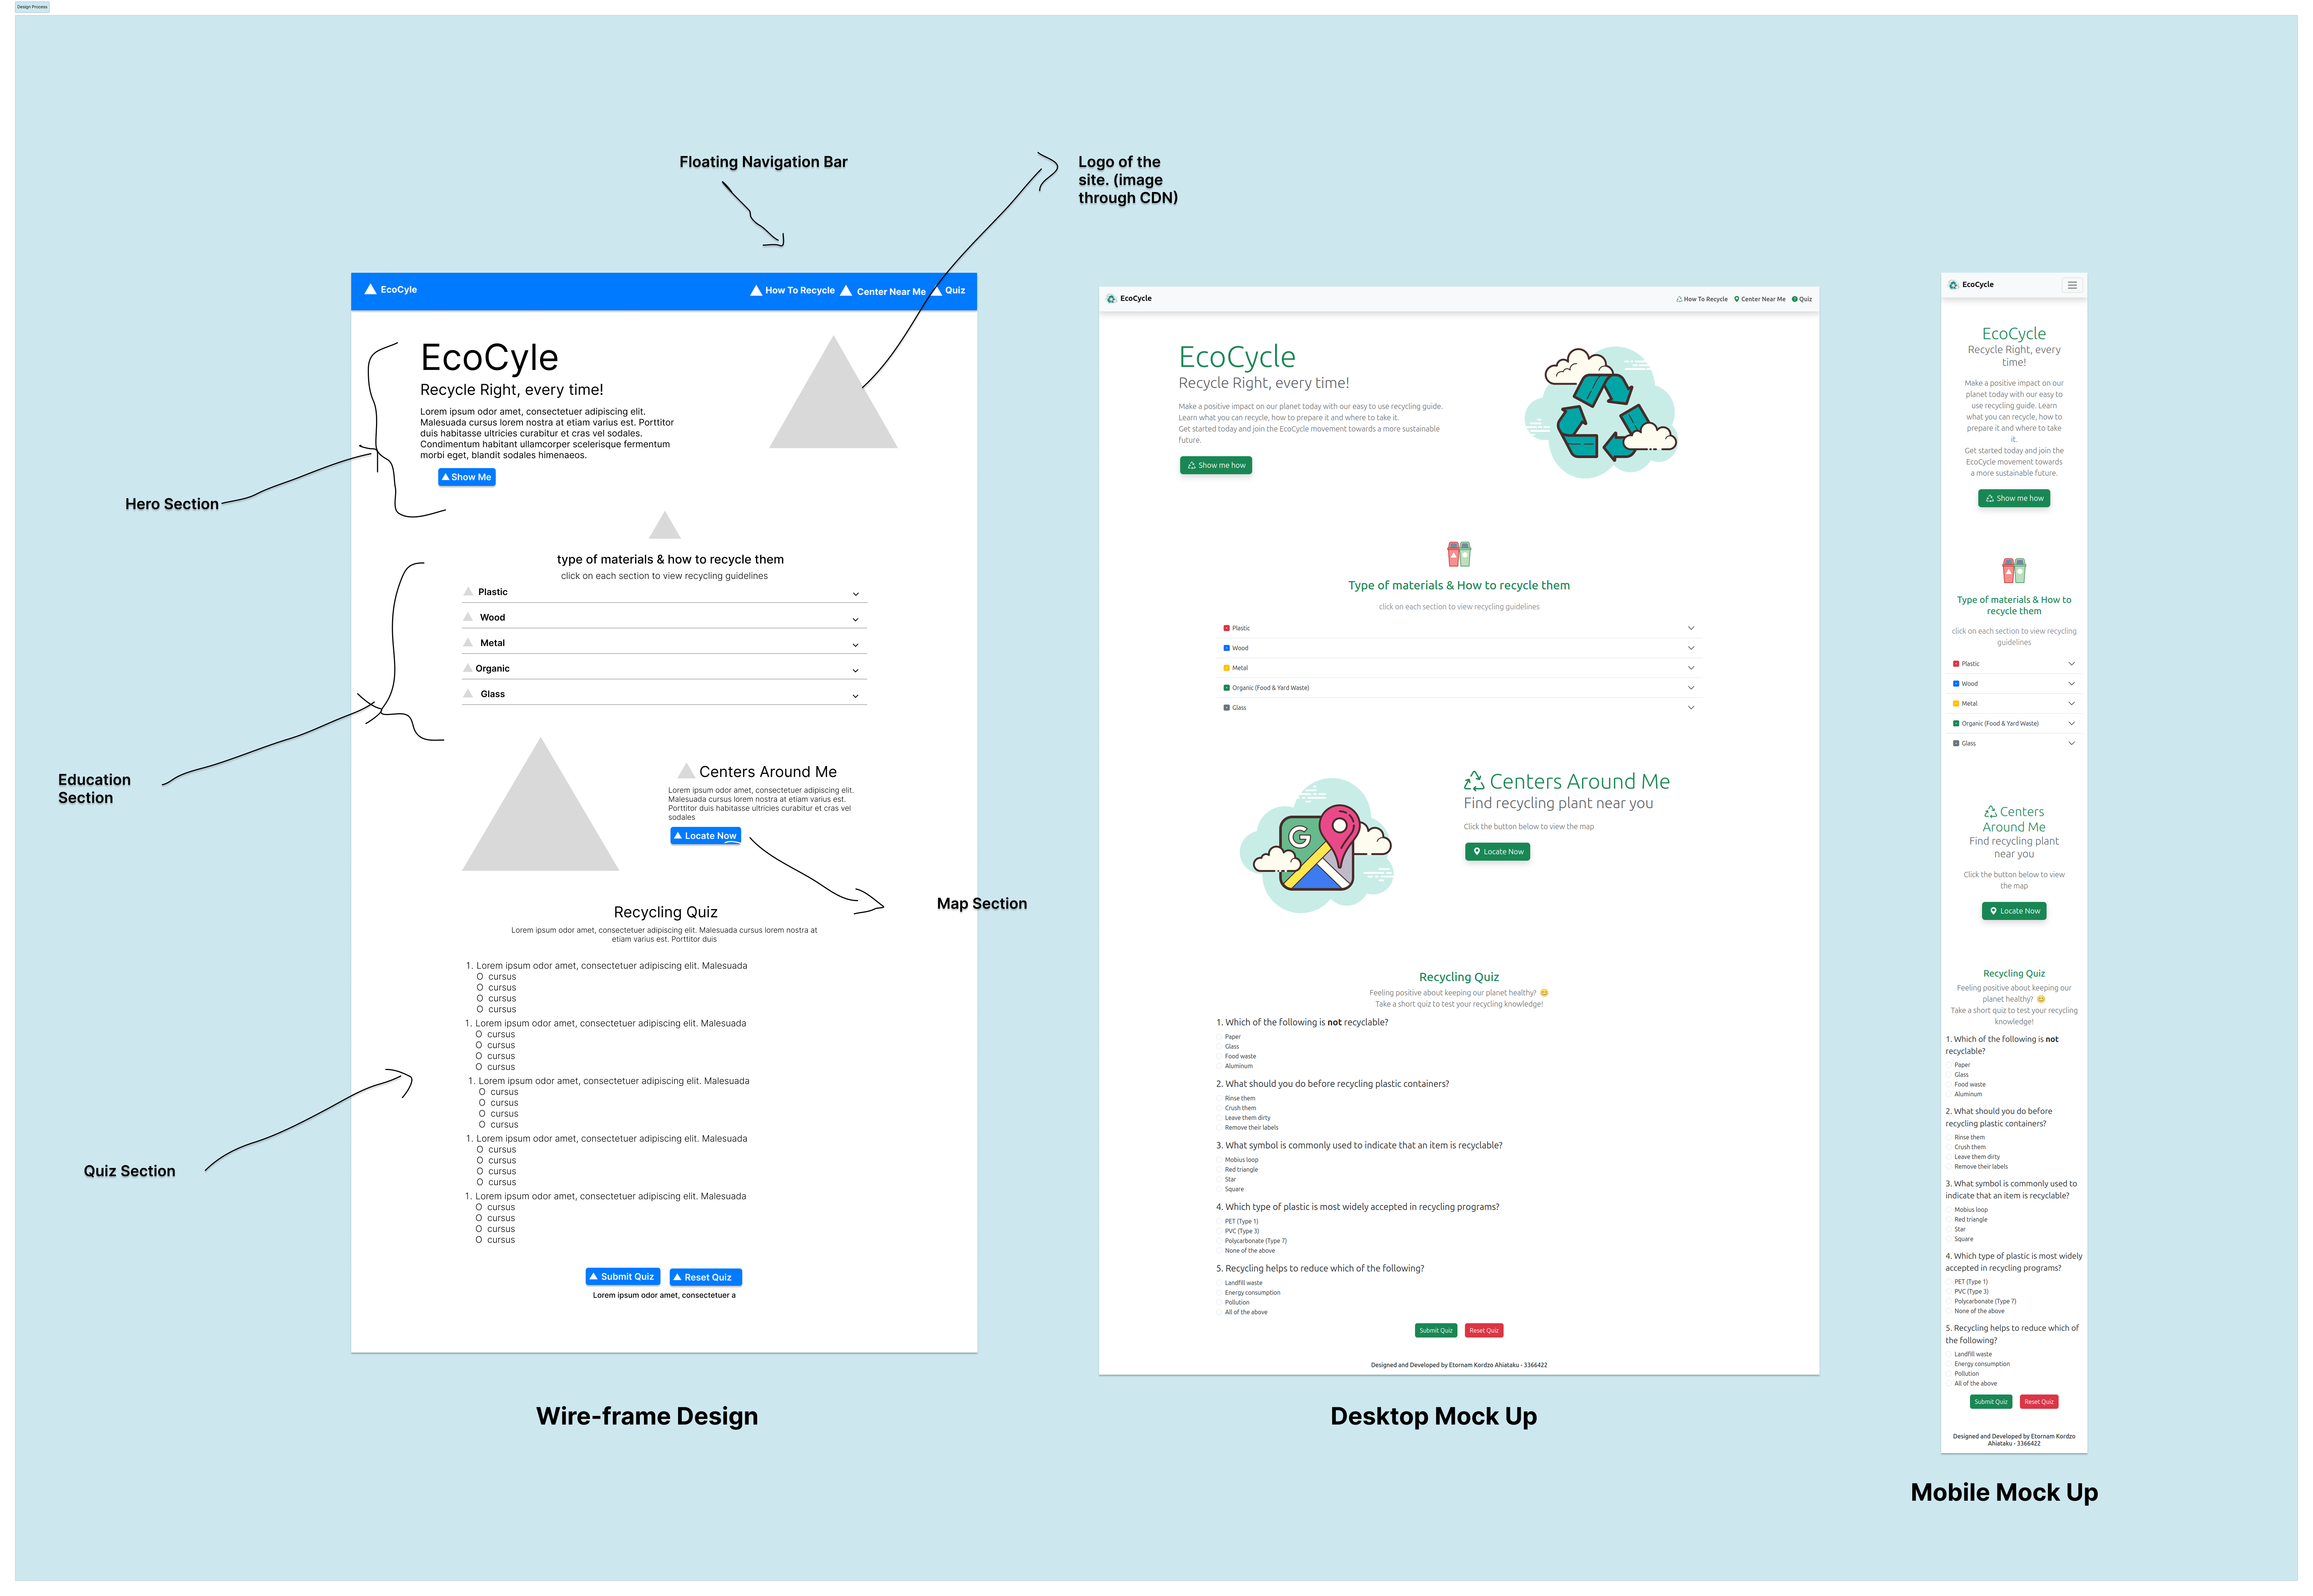 Design Process
Floating Navigation Bar
Logo of the
site. (image
through CDN)
Hero Section
Education
Section
Map Section
Quiz Section
EcoCyle
How To Recycle
Center Near Me
Quiz
EcoCyle
Recycle Right, every time!
Lorem ipsum odor amet, consectetuer adipiscing elit.
Malesuada cursus lorem nostra at etiam varius est. Porttitor
duis habitasse ultricies curabitur et cras vel sodales.
Condimentum habitant ullamcorper scelerisque fermentum
morbi eget, blandit sodales himenaeos.
Show Me
type of materials & how to recycle them
click on each section to view recycling guidelines
Plastic
Wood
Metal
Organic
Glass
Centers Around Me
Lorem ipsum odor amet, consectetuer adipiscing elit.
Malesuada cursus lorem nostra at etiam varius est.
Porttitor duis habitasse ultricies curabitur et cras vel
sodales
Locate Now
Recycling Quiz
Lorem ipsum odor amet, consectetuer adipiscing elit. Malesuada cursus lorem nostra at
etiam varius est. Porttitor duis
1. Lorem ipsum odor amet, consectetuer adipiscing elit. Malesuada
O cursus
O cursus
O cursus
O cursus
1. Lorem ipsum odor amet, consectetuer adipiscing elit. Malesuada
O cursus
O cursus
O cursus
O cursus
1. Lorem ipsum odor amet, consectetuer adipiscing elit. Malesuada
O cursus
O cursus
O cursus
O cursus
1. Lorem ipsum odor amet, consectetuer adipiscing elit. Malesuada
O cursus
O cursus
O cursus
O cursus
1. Lorem ipsum odor amet, consectetuer adipiscing elit. Malesuada
O cursus
O cursus
O cursus
O cursus
Submit Quiz
Reset Quiz
Lorem ipsum odor amet, consectetuer a
Wire-frame Design
EcoCycle
How To Recycle
Center Near Me
Quiz
EcoCycle
Recycle Right, every time!
Make a positive impact on our planet today with our easy to use recycling guide.
Learn what you can recycle, how to prepare it and where to take it.
Get started today and join the EcoCycle movement towards a more sustainable
future.
Show me how
Type of materials & How to recycle them
click on each section to view recycling guidelines
Plastic
Wood
Metal
Organic (Food & Yard Waste)
Glass
G
Centers Around Me
Find recycling plant near you
Click the button below to view the map
Locate Now
Recycling Quiz
Feeling positive about keeping our planet healthy? 😊
Take a short quiz to test your recycling knowledge!
1. Which of the following is not recyclable?
Paper
Glass
Food waste
Aluminum
2. What should you do before recycling plastic containers?
Rinse them
Crush them
Leave them dirty
Remove their labels
3. What symbol is commonly used to indicate that an item is recyclable?
Mobius loop
Red triangle
Star
Square
4. Which type of plastic is most widely accepted in recycling programs?
PET (Type 1)
PVC (Type 3)
Polycarbonate (Type 7)
None of the above
5. Recycling helps to reduce which of the following?
Landfill waste
Energy consumption
Pollution
All of the above
Submit Quiz
Reset Quiz
Designed and Developed by Etornam Kordzo Ahiataku - 3366422
Desktop Mock Up
EcoCycle
EcoCycle
Recycle Right, every
time!
Make a positive impact on our
planet today with our easy to
use recycling guide. Learn
what you can recycle, how to
prepare it and where to take
it.
Get started today and join the
EcoCycle movement towards
a more sustainable future.
Show me how
Type of materials & How to
recycle them
click on each section to view recycling
guidelines
Plastic
Wood
Metal
Organic (Food & Yard Waste)
Glass
Centers
Around Me
Find recycling plant
near you
Click the button below to view
the map
Locate Now
Recycling Quiz
Feeling positive about keeping our
planet healthy? 😊
Take a short quiz to test your recycling
knowledge!
1. Which of the following is not
recyclable?
Paper
Glass
Food waste
Aluminum
2. What should you do before
recycling plastic containers?
Rinse them
Crush them
Leave them dirty
Remove their labels
3. What symbol is commonly used to
indicate that an item is recyclable?
Mobius loop
Red triangle
Star
Square
4. Which type of plastic is most widely
accepted in recycling programs?
PET (Type 1)
PVC (Type 3)
Polycarbonate (Type 7)
None of the above
5. Recycling helps to reduce which of
the following?
Landfill waste
Energy consumption
Pollution
All of the above
Submit Quiz
Reset Quiz
Designed and Developed by Etornam Kordzo
Ahiataku - 3366422
Mobile Mock Up